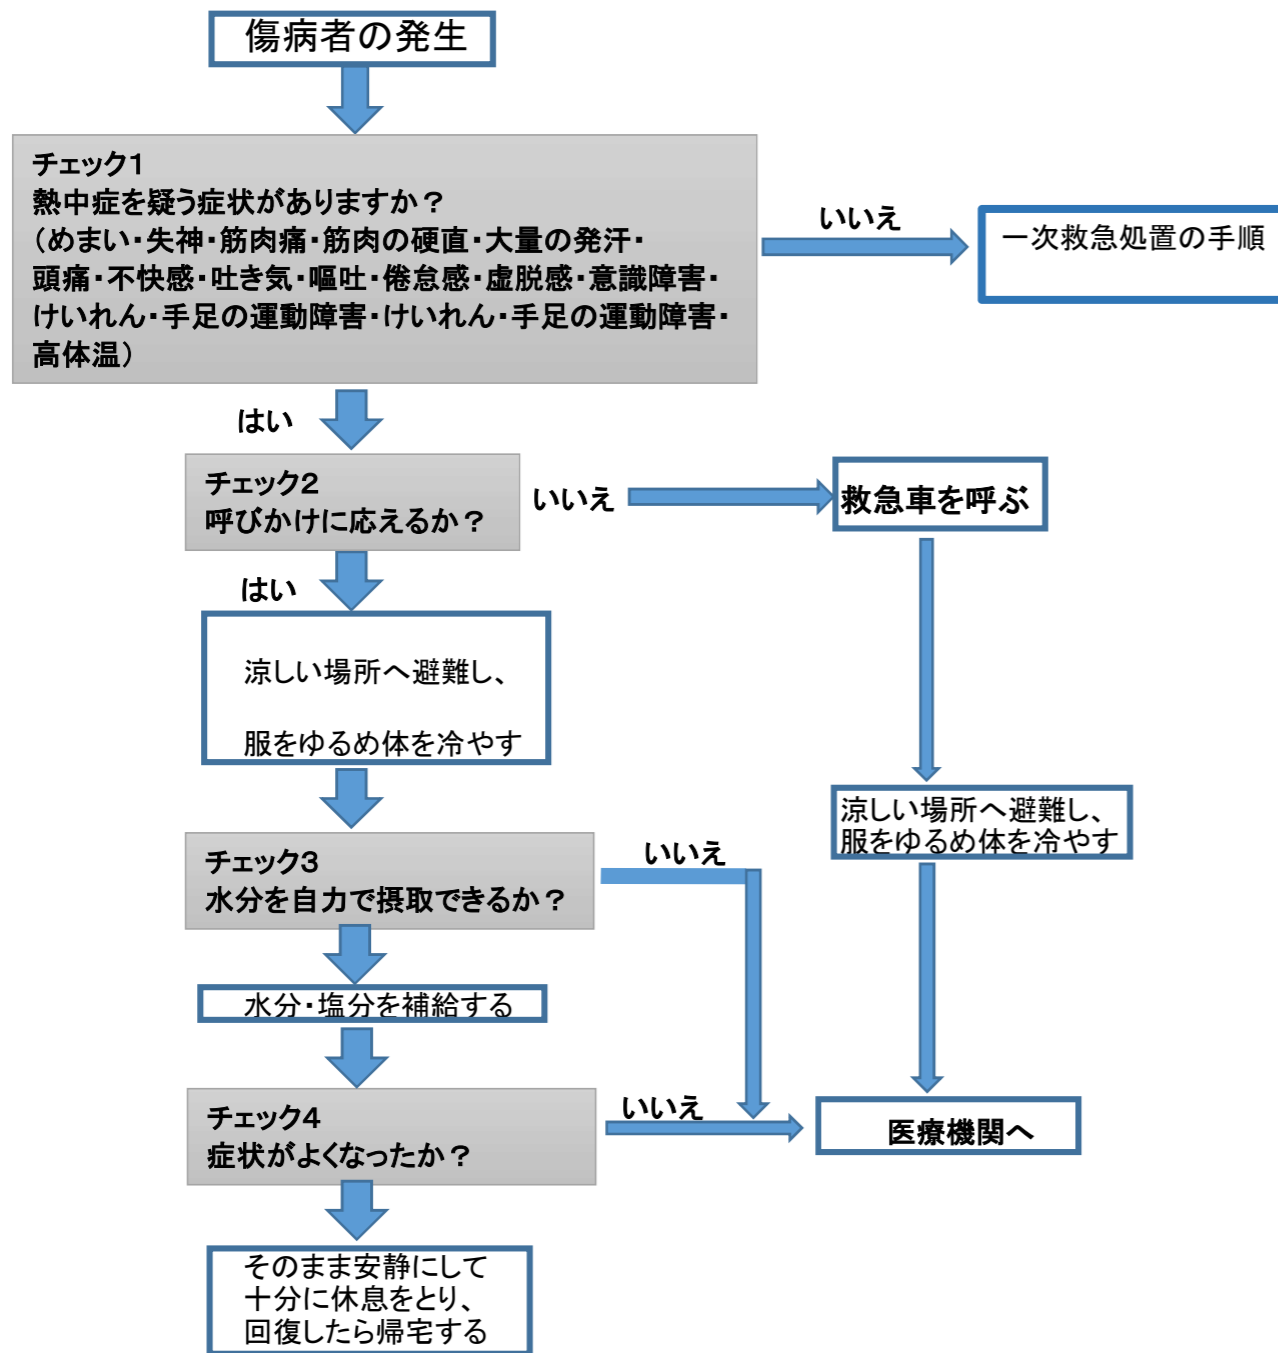 傷病者の発生
チェック1
熱中症を疑う症状がありますか？
（めまい・失神・筋肉痛・筋肉の硬直・大量の発汗・
頭痛・不快感・吐き気・嘔吐・倦怠感・虚脱感・意識障害・
けいれん・手足の運動障害・けいれん・手足の運動障害・
高体温）
いいえ
一次救急処置の手順
はい
チェック2
呼びかけに応えるか？
いいえ
救急車を呼ぶ
はい
涼しい場所へ避難し、
服をゆるめ体を冷やす
涼しい場所へ避難し、
服をゆるめ体を冷やす
チェック3
水分を自力で摂取できるか？
いいえ
水分・塩分を補給する
チェック4
症状がよくなったか？
いいえ
医療機関へ
そのまま安静にして
十分に休息をとり、
回復したら帰宅する